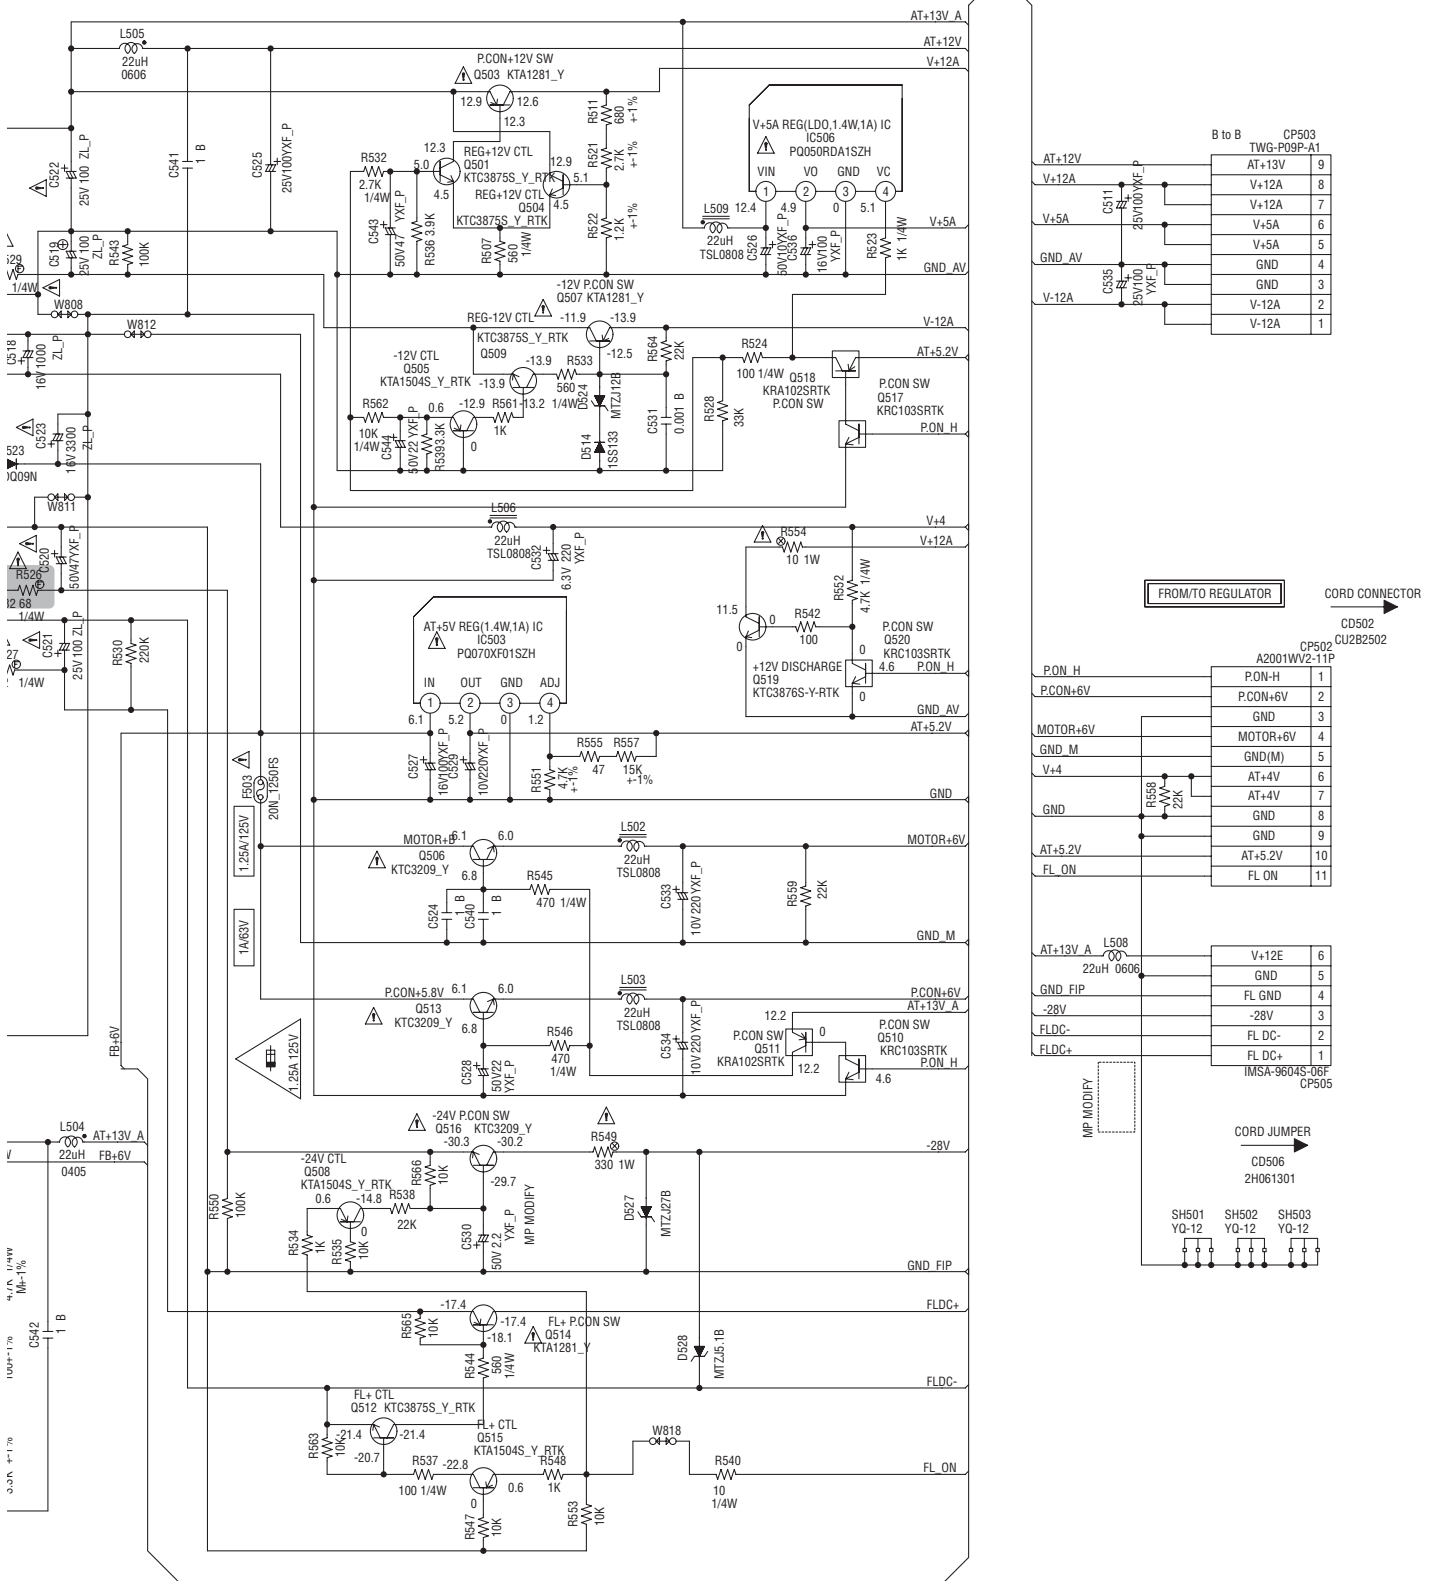 AT+13V_A
L505
22uH
0606
AT+12V
P.CON+12V SW
Q503 KTA1281_Y
V+12A
12.9
12.6
12.3
R511
680
+-1%
V+5A REG(LDO,1.4W,1A) IC
IC506
PQ050RDA1SZH
VIN
VO
GND
VC
1
2
3
4
12.4
4.9
0
5.1
C522
25V 100 ZL_P
C541
1 B
C525
25V100YXF_P
R532
2.7K
1/4W
5.0
12.3
REG+12V CTL
Q501
KTC3875S_Y_RTK
4.5
REG+12V CTL
Q504
KTC3875S_Y_RTK
12.9
5.1
4.5
R521
2.7K
+-1%
R522
1.2K
+-1%
C543
50V47 YXF_P
R536 3.9K
R507
560
1/4W
L509
22uH
TSL0808
C526
50V10YXF_P
C536
16V100
YXF_P
R523
1K 1/4W
V+5A
GND_AV
C519
25V 100
ZL_P
R543
100K
529
1/4W
W808
W812
-12V P.CON SW
Q507 KTA1281_Y
REG-12V CTL
KTC3875S_Y_RTK
Q509
-11.9
-13.9
-12.5
V-12A
C518
16V 1000
ZL_P
-12V CTL
Q505
KTA1504S_Y_RTK
-13.9
-13.9
R533
560
1/4W
R564
22K
R524
100 1/4W
AT+5.2V
Q518
KRA102SRTK
P.CON SW
P.CON SW
Q517
KRC103SRTK
P.ON_H
R562
10K
1/4W
0.6
-12.9
R561
1K
-13.2
0
C544
50V22 YXF_P
R539
3.3K
D524
MTZJ12B
D514
1SS133
C531
0.001 B
R528
33K
C523
16V 3300
ZL_P
W811
L506
22uH
TSL0808
C532
6.3V 220
YXF_P
V+4
V+12A
R554
10 1W
R552
4.7K 1/4W
C520
50V47YXF_P
R526
68
1/4W
AT+5V REG(1.4W,1A) IC
IC503
PQ070XF01SZH
IN
OUT
GND
ADJ
1
2
3
4
6.1
5.2
0
1.2
11.5
0
0
R542
100
+12V DISCHARGE
Q519
KTC3876S-Y-RTK
P.CON SW
Q520
KRC103SRTK
0
4.6
0
P.ON_H
GND_AV
AT+5.2V
C521
25V 100 ZL_P
R530
220K
1/4W
C527
16V100YXF_P
C529
10V220YXF_P
R551
4.7K
+-1%
R555
47
R557
15K
+-1%
GND
F503
20N_1250FS
1.25A/125V
1A/63V
MOTOR+B
Q506
KTC3209_Y
6.1
6.0
6.8
L502
22uH
TSL0808
MOTOR+6V
C524
1 B
C540
1 B
R545
470 1/4W
C533
10V 220 YXF_P
R559
22K
GND_M
P.CON+5.8V
Q513
KTC3209_Y
6.1
6.0
6.8
L503
22uH
TSL0808
P.CON+6V
AT+13V_A
12.2
0
12.2
P.CON SW
Q511
KRA102SRTK
P.CON SW
Q510
KRC103SRTK
P.ON_H
4.6
R546
470
1/4W
C528
50V22
YXF_P
C534
10V 220 YXF_P
1.25A 125V
FB+6V
L504
22uH
0405
AT+13V_A
FB+6V
-24V P.CON SW
Q516 KTC3209_Y
-30.3
-30.2
-29.7
R549
330 1W
-28V
-24V CTL
Q508
KTA1504S_Y_RTK
0.6
-14.8
0
R566
10K
R538
22K
R550
100K
R534
1K
R535
10K
C530
50V 2.2
YXF_P
MP MODIFY
D527
MTZJ27B
GND_FIP
4.7K 1/4W
M+-1%
C542
1 B
-17.4
-17.4
-18.1
R565
10K
FL+ P.CON SW
Q514
KTA1281_Y
FLDC+
R544
560
1/4W
D528
MTZJ5.1B
FLDC-
FL+ CTL
Q512 KTC3875S_Y_RTK
-21.4
-21.4
-20.7
R563
10K
FL+ CTL
Q515
KTA1504S_Y_RTK
R537
100 1/4W
-22.8
0.6
0
R548
1K
R547
10K
R553
10K
W818
R540
10
1/4W
FL_ON
B to B
CP503
TWG-P09P-A1
AT+12V
AT+13V 9
V+12A
V+12A 8
V+12A 7
V+5A
V+5A 6
V+5A 5
GND_AV
GND 4
GND 3
V-12A
V-12A 2
V-12A 1
C511
25V100YXF_P
C535
25V100
YXF_P
FROM/TO REGULATOR
CORD CONNECTOR
CD502
CU2B2502
CP502
A2001WV2-11P
P.ON_H
P.ON-H 1
P.CON+6V
P.CON+6V 2
GND 3
MOTOR+6V
MOTOR+6V 4
GND_M
GND(M) 5
V+4
AT+4V 6
AT+4V 7
R558
22K
GND
GND 8
GND 9
AT+5.2V
AT+5.2V 10
FL_ON
FL ON 11
AT+13V_A
L508
22uH 0606
V+12E 6
GND 5
GND_FIP
FL GND 4
-28V
-28V 3
FLDC-
FL DC- 2
FLDC+
FL DC+ 1
IMSA-9604S-06F
CP505
MP MODIFY
CORD JUMPER
CD506
2H061301
SH501
YQ-12
SH502
YQ-12
SH503
YQ-12